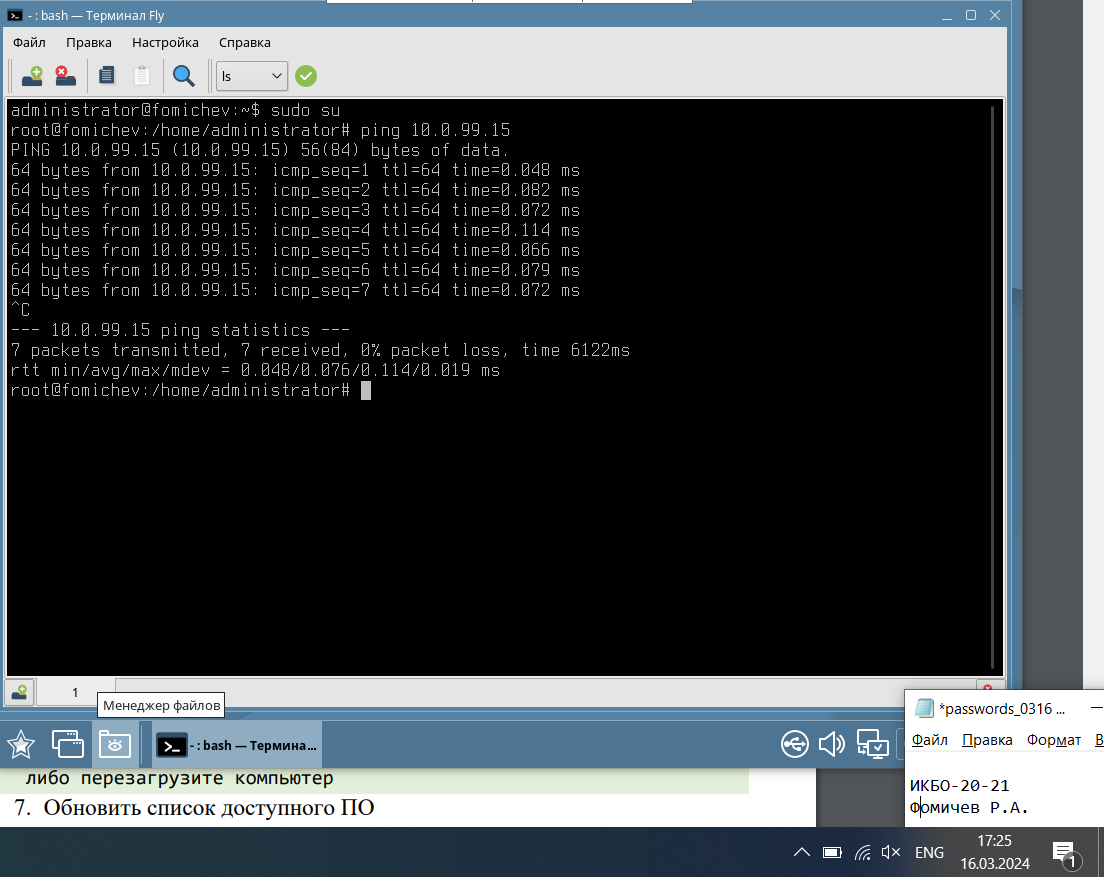 - : bash — Терминал Fly
Файл Правка Настройка Справка
ls
administrator@fomichev:~$ sudo su
root@fomichev:/home/administrator# ping 10.0.99.15
PING 10.0.99.15 (10.0.99.15) 56(84) bytes of data.
64 bytes from 10.0.99.15: icmp_seq=1 ttl=64 time=0.048 ms
64 bytes from 10.0.99.15: icmp_seq=2 ttl=64 time=0.082 ms
64 bytes from 10.0.99.15: icmp_seq=3 ttl=64 time=0.072 ms
64 bytes from 10.0.99.15: icmp_seq=4 ttl=64 time=0.114 ms
64 bytes from 10.0.99.15: icmp_seq=5 ttl=64 time=0.066 ms
64 bytes from 10.0.99.15: icmp_seq=6 ttl=64 time=0.079 ms
64 bytes from 10.0.99.15: icmp_seq=7 ttl=64 time=0.072 ms
^C
--- 10.0.99.15 ping statistics ---
7 packets transmitted, 7 received, 0% packet loss, time 6122ms
rtt min/avg/max/mdev = 0.048/0.076/0.114/0.019 ms
root@fomichev:/home/administrator#
1
Менеджер файлов
- : bash — Термина...
*passwords_0316 ...
Файл Правка Формат В
ИКБО-20-21
Фомичев Р.А.
либо перезагрузите компьютер
7. Обновить список доступного ПО
ENG
17:25
16.03.2024
1